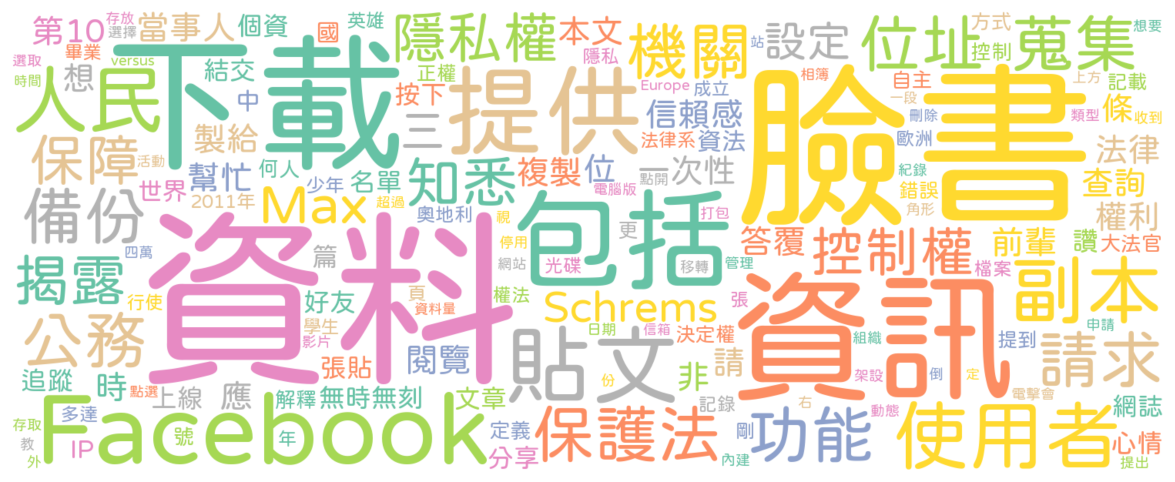 第10 存放 選擇 當事人 個資 國 英雄 隱私權 本文 機關 站 設定 位址 方式 控制 蒐集 想要
畢業 versus 下載 結交 正權 隱私 相簿 自主 上方 記載
選取 時間 人民 想 中 按下 提供 Europe 成立 信賴感 臉書 一段 刪除 類型 條 收到
保障 活動 製給 三 法律系 資法 歐洲 法律
幫忙 何人 知悉 複製 位 點開 一次性 紀錄 錯誤 查詢
備份 世界 2011年 少年 名單 Max 超過 電腦版 角形 權利
奧地利 視 包括 更 打包 答覆 控制權 前輩 讚 大法官
四萬 資料 篇 停用 網站 光碟 移轉 管理 檔案
揭露 行使 好友 頁 資料量 權法 Schrems 張 資訊 副本
公務 學生 影片 張貼 閱覽 貼文 日期 信箱 決定權 組織 提到 申請 請求
追蹤 時 點選 上線 應 解釋 無時無刻 文章 份 請 非 架設 倒 定 電擊會 網誌
存取 多達 Facebook 記錄 右 動態
教 外 IP 號 年 定義 分享 保護法 剛 內建 功能 使用者 心情 提出